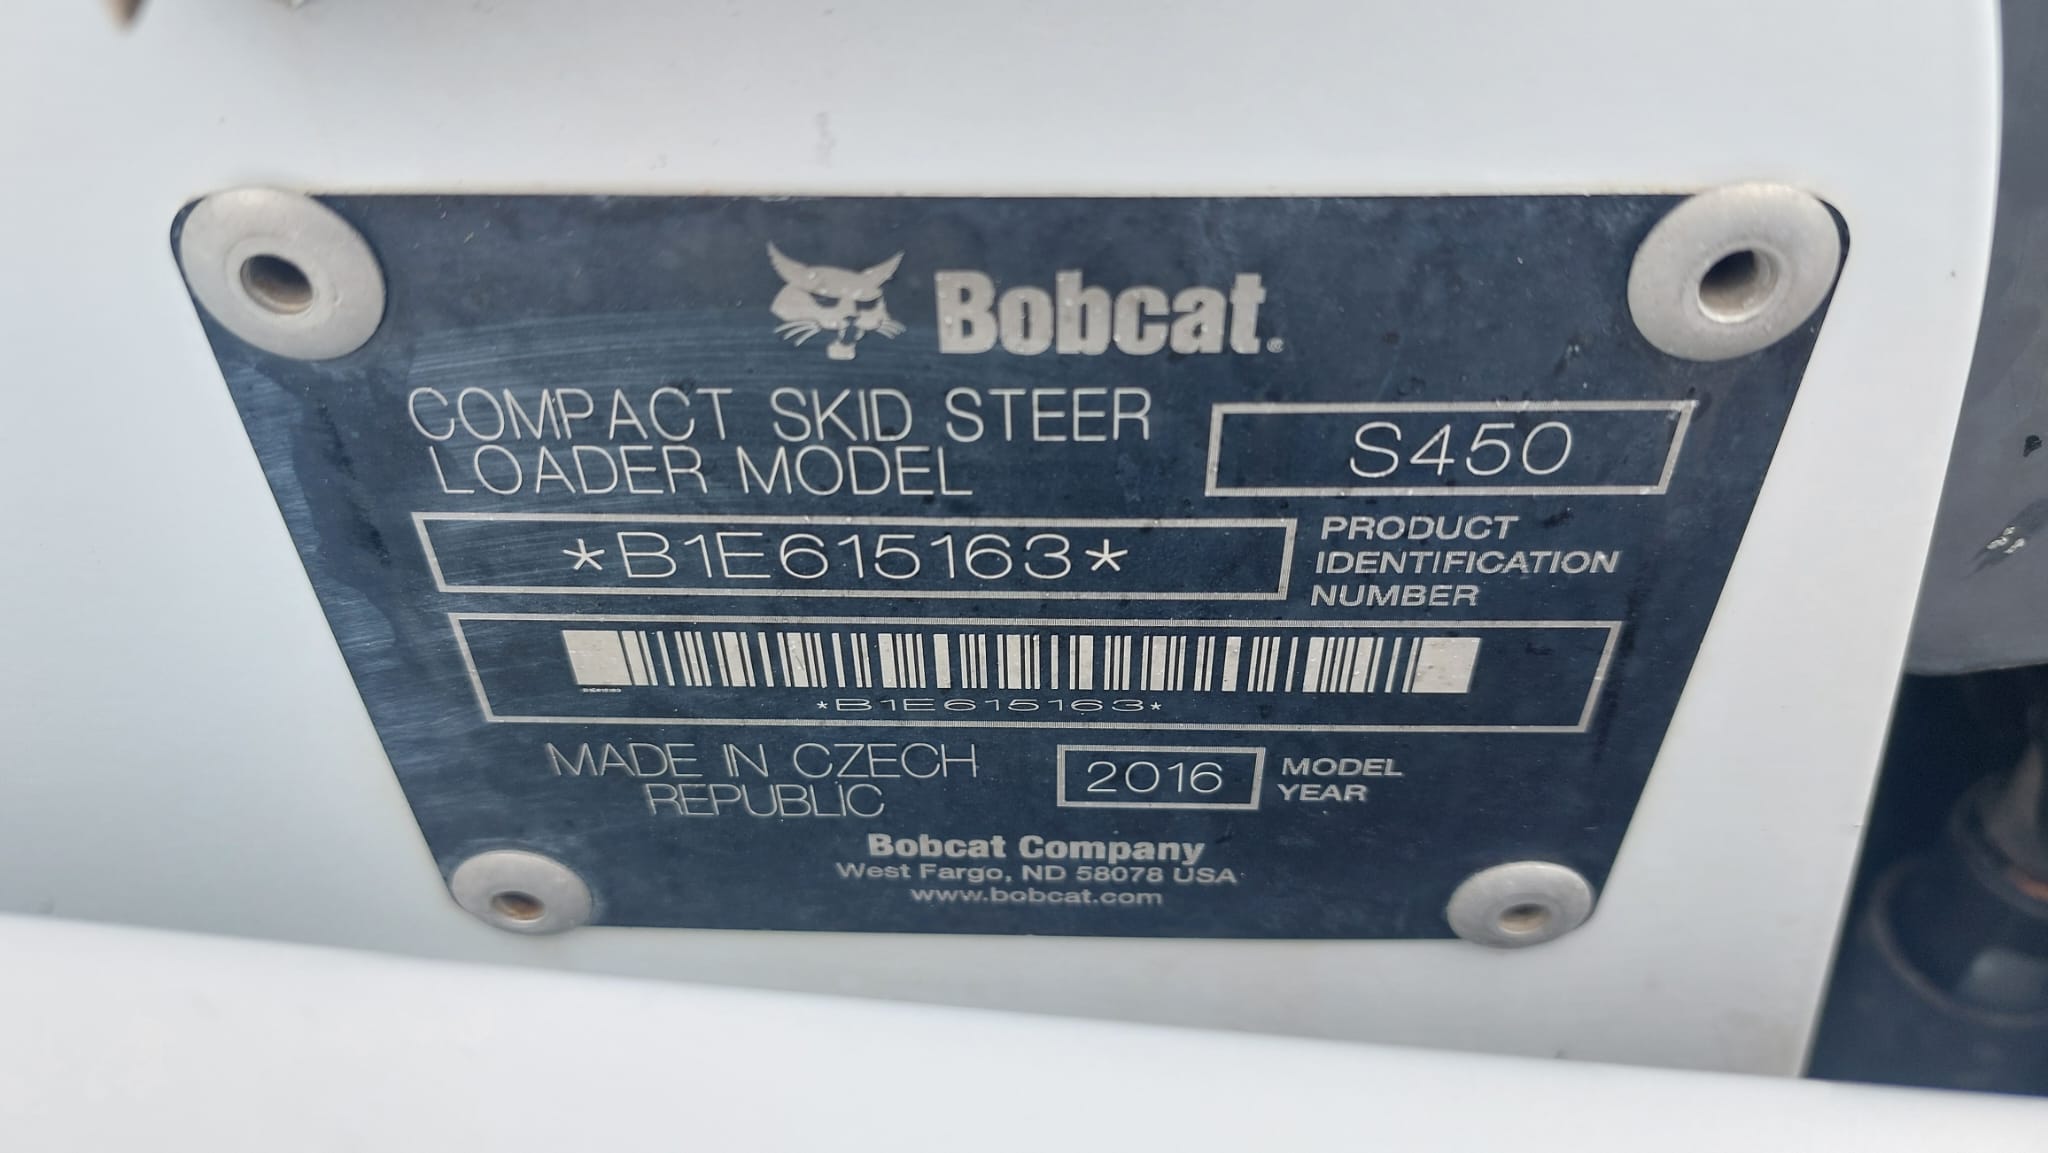 Bobcat®
COMPACT SKID STEER
LOADER MODEL
S450
*B1E615163*
PRODUCT
IDENTIFICATION
NUMBER
*B1E615163*
MADE IN CZECH
REPUBLIC
2016
MODEL
YEAR
Bobcat Company
West Fargo, ND 58078 USA
www.bobcat.com